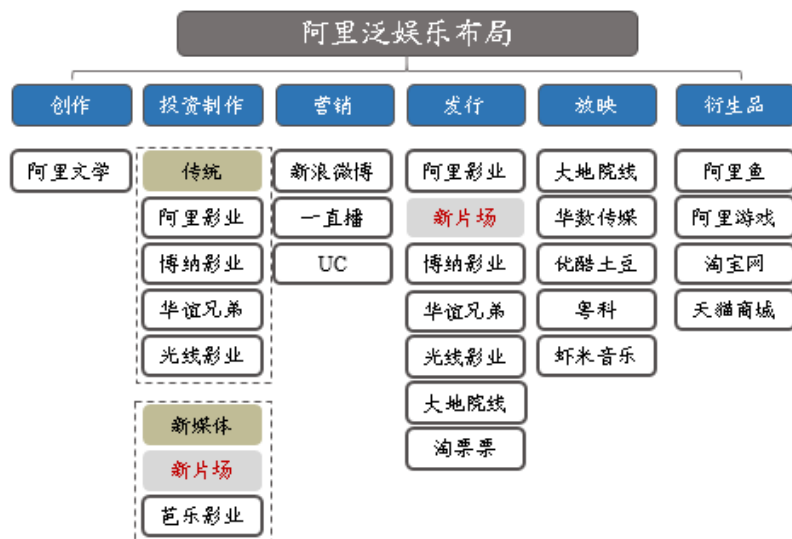 阿里泛娱乐布局
创作
投资制作
营销
发行
放映
衍生品
阿里文学
传统
阿里影业
博纳影业
华谊兄弟
光线影业
新媒体
新片场
芭乐影业
新浪微博
一直播
UC
阿里影业
新片场
博纳影业
华谊兄弟
光线影业
大地院线
淘票票
大地院线
华数传媒
优酷土豆
粤科
虾米音乐
阿里鱼
阿里游戏
淘宝网
天猫商城